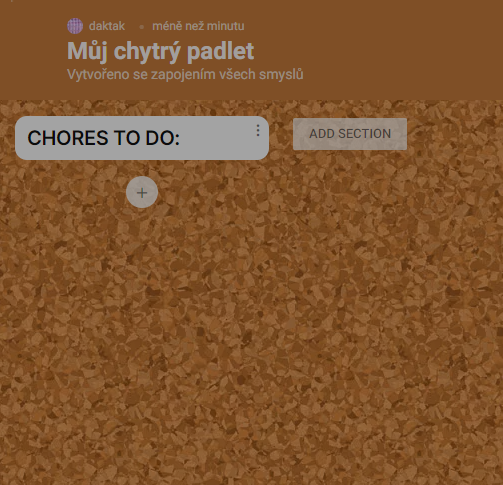 daktak • méně než minutu
Můj chytrý padlet
Vytvořeno se zapojením všech smyslů
CHORES TO DO:
ADD SECTION